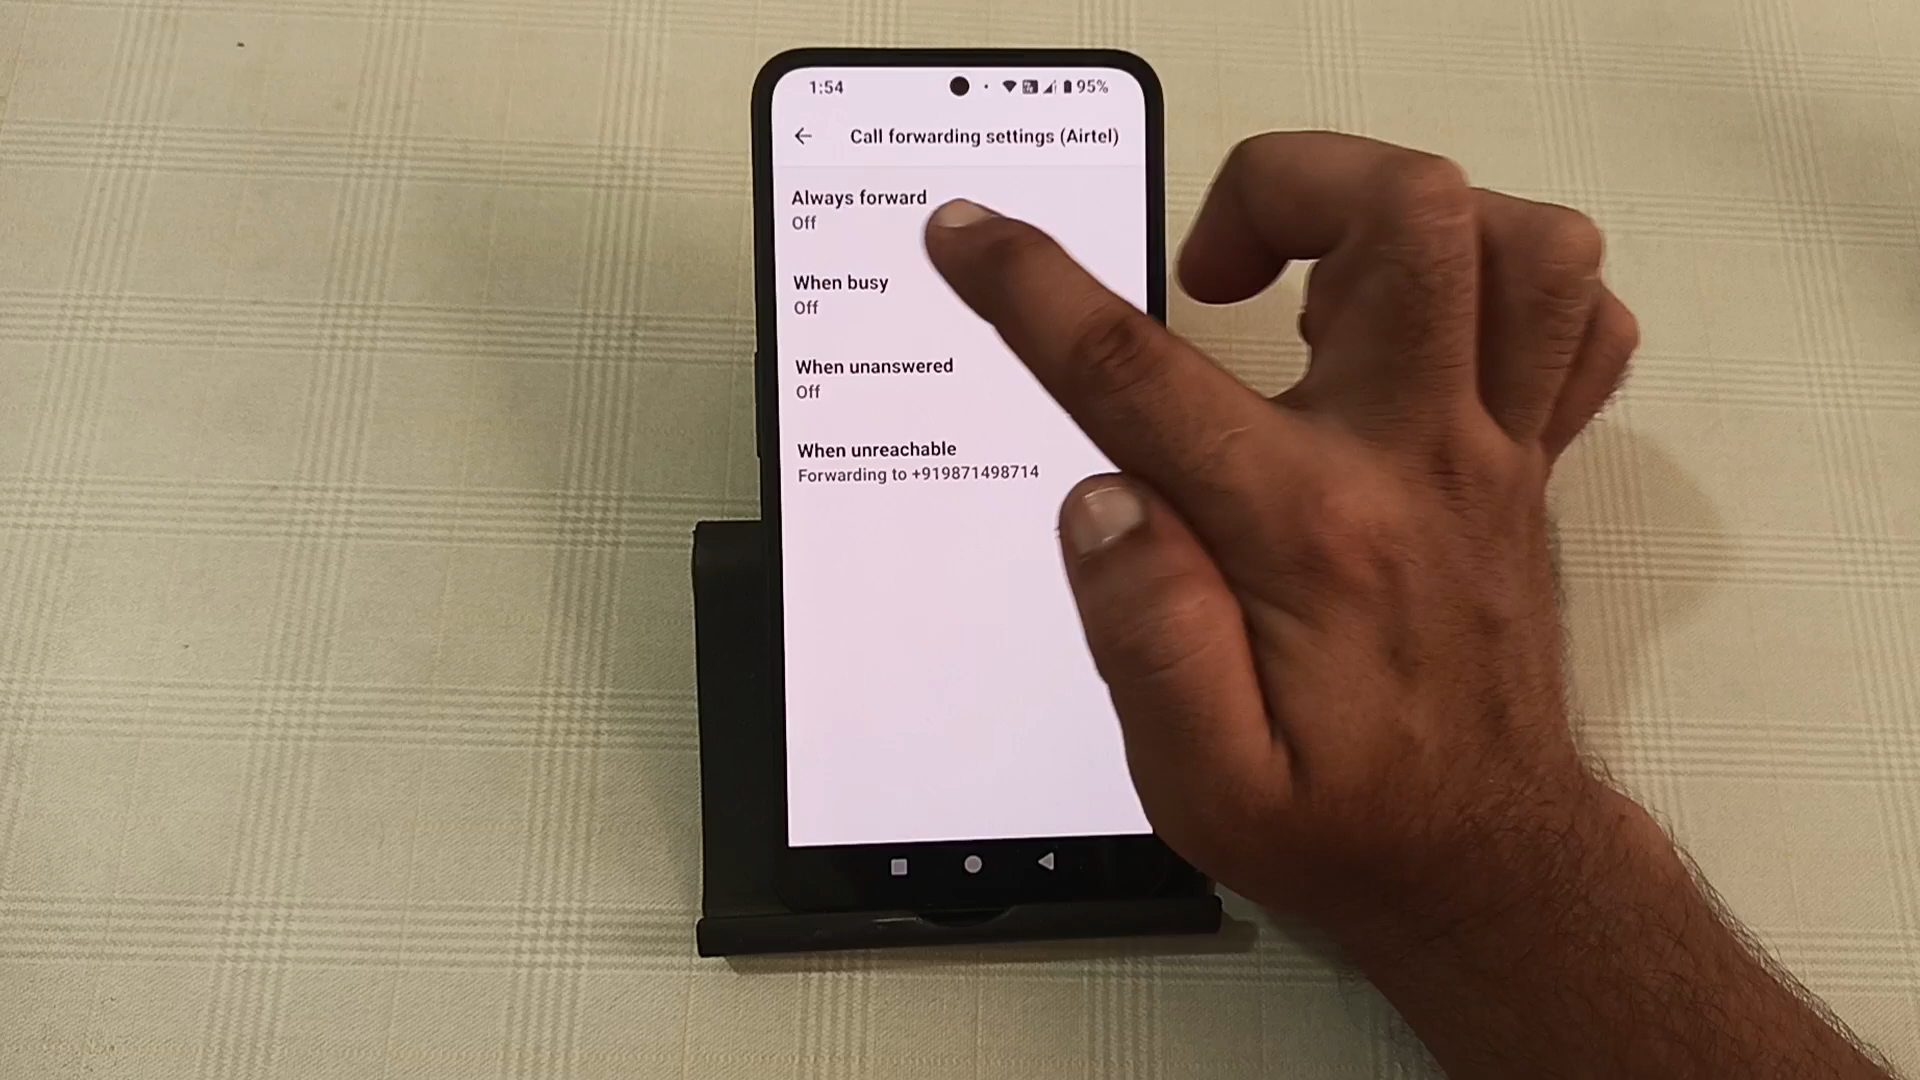 1:54
95%
Call forwarding settings (Airtel)
Always forward
Off
When busy
Off
When unanswered
Off
When unreachable
Forwarding to +919871498714